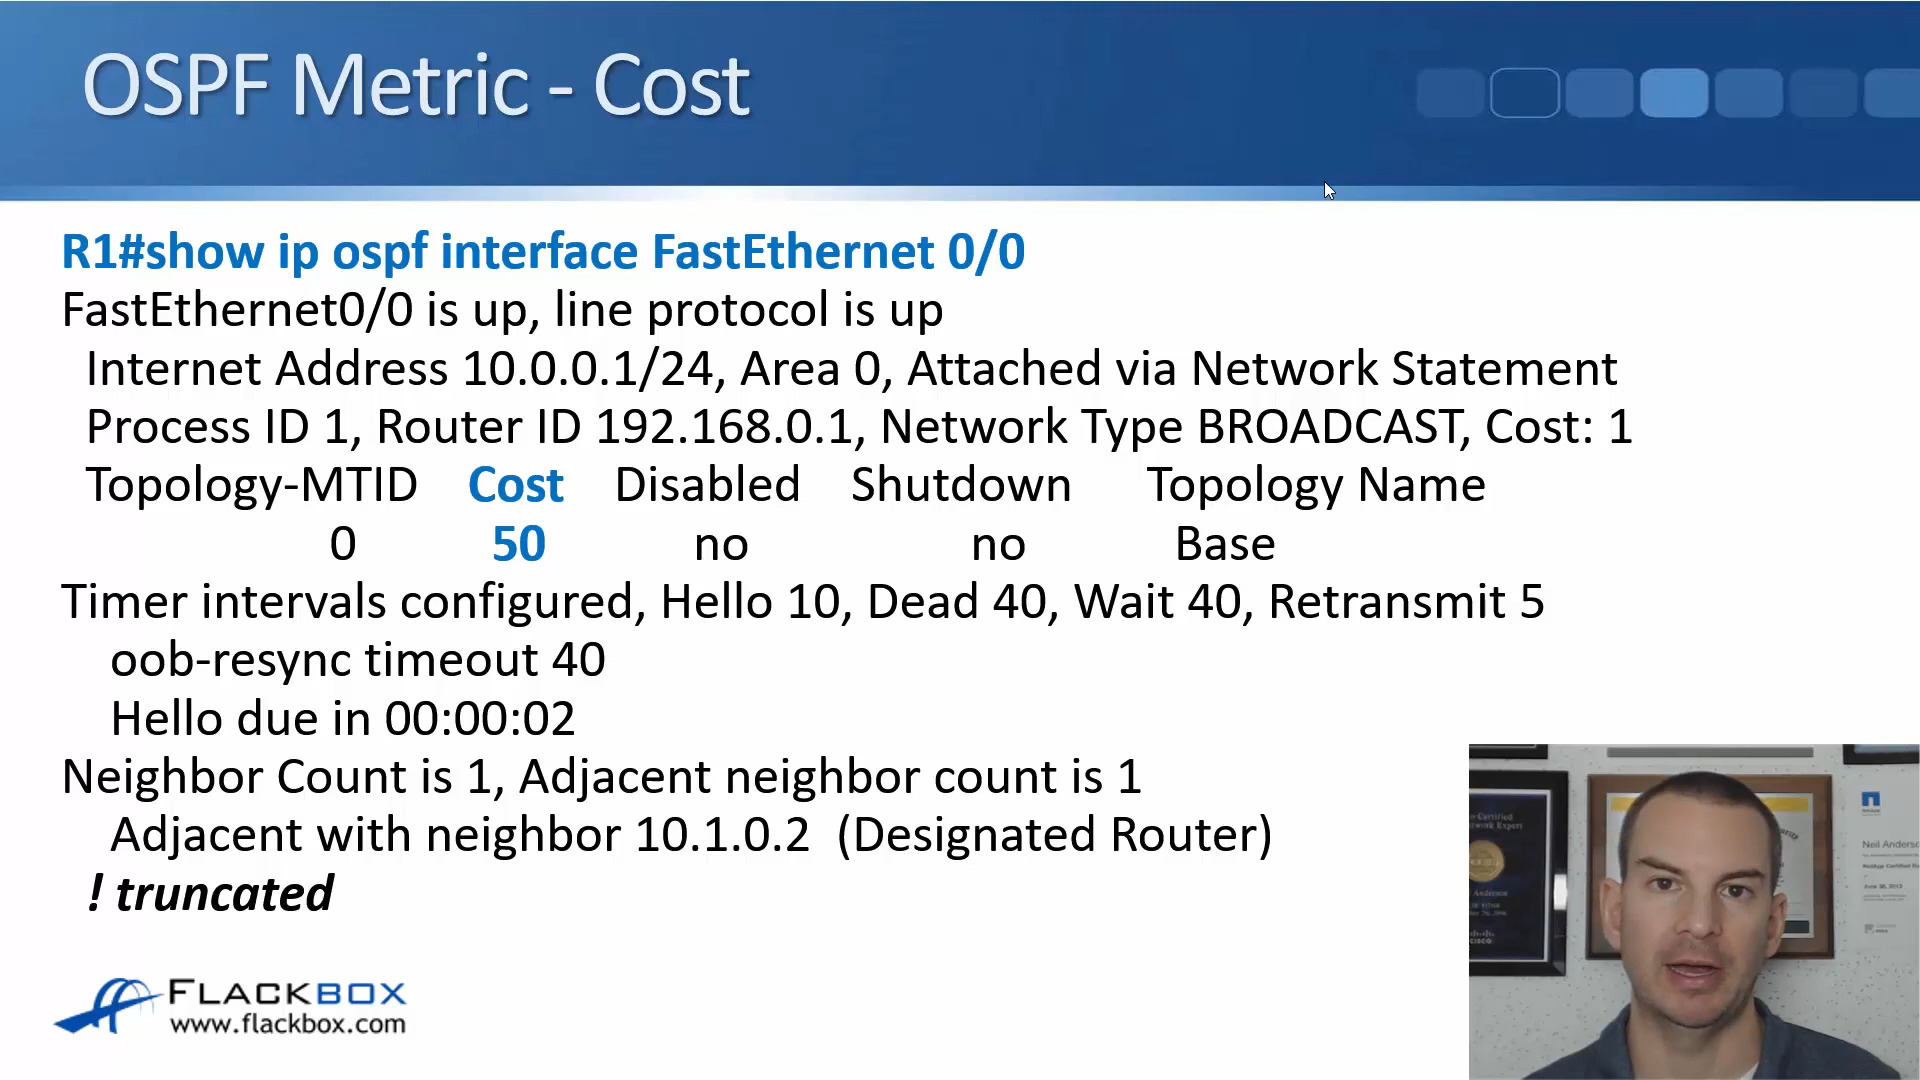 OSPF Metric - Cost
R1#show ip ospf interface FastEthernet 0/0
FastEthernet0/0 is up, line protocol is up
Internet Address 10.0.0.1/24, Area 0, Attached via Network Statement
Process ID 1, Router ID 192.168.0.1, Network Type BROADCAST, Cost: 1
Topology-MTID Cost Disabled Shutdown Topology Name
0 50 no no Base
Timer intervals configured, Hello 10, Dead 40, Wait 40, Retransmit 5
oob-resync timeout 40
Hello due in 00:00:02
Neighbor Count is 1, Adjacent neighbor count is 1
Adjacent with neighbor 10.1.0.2 (Designated Router)
! truncated
FLACKBOX
www.flackbox.com